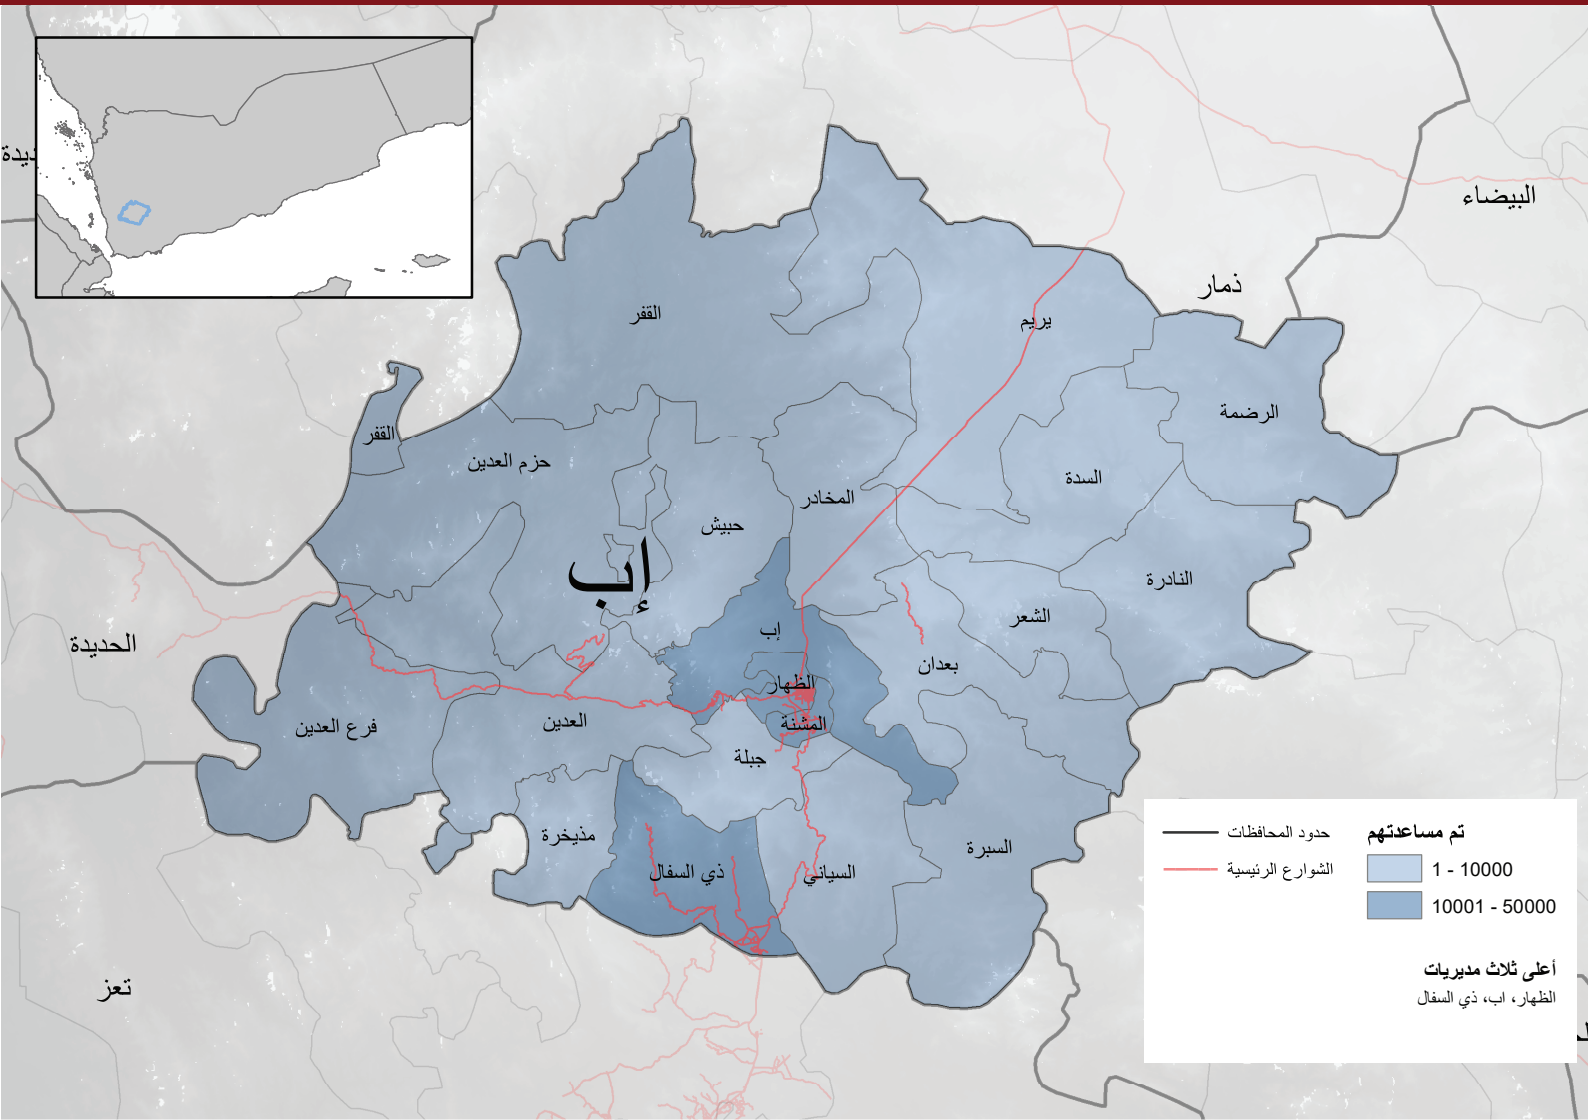 البيضاء
ذمار
القفر
يريم
الرضمة
القفر
حزم العدين
السدة
المخادر
حبيش
إب
النادرة
الشعر
إب
الحديدة
بعدان
الظهار
العدين
المشنة
فرع العدين
جبلة
مذيخرة
السبرة
ذي السفال
السياني
تعز
تم مساعدتهم
حدود المحافظات
1 - 10000
الشوارع الرئيسية
10001 - 50000
أعلى ثلاث مديريات
الظهار، اب، ذي السفال